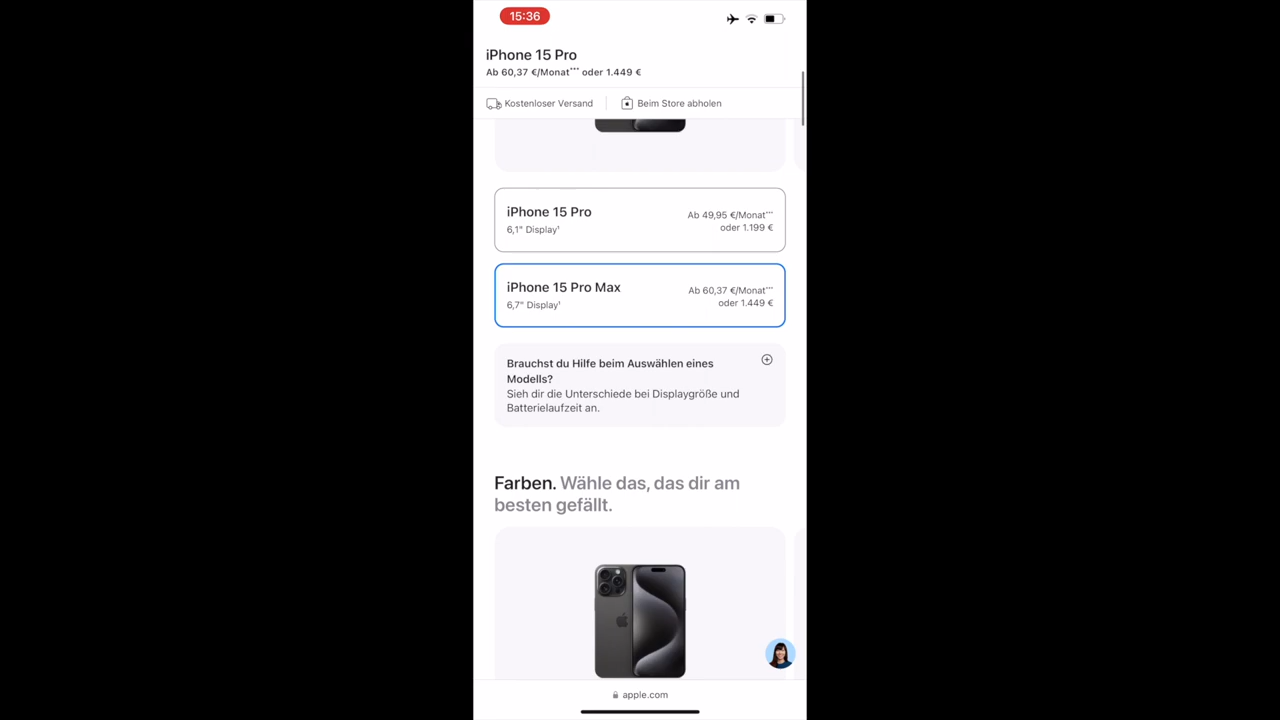 15:36
iPhone 15 Pro
Ab 60,37 €/Monat*** oder 1.449 €
Kostenloser Versand
Beim Store abholen
iPhone 15 Pro
Ab 49,95 €/Monat***
6,1" Display¹
oder 1.199 €
iPhone 15 Pro Max
Ab 60,37 €/Monat***
6,7" Display¹
oder 1.449 €
Brauchst du Hilfe beim Auswählen eines
Modells?
Sieh dir die Unterschiede bei Displaygröße und
Batterielaufzeit an.
Farben. Wähle das, das dir am
besten gefällt.
apple.com